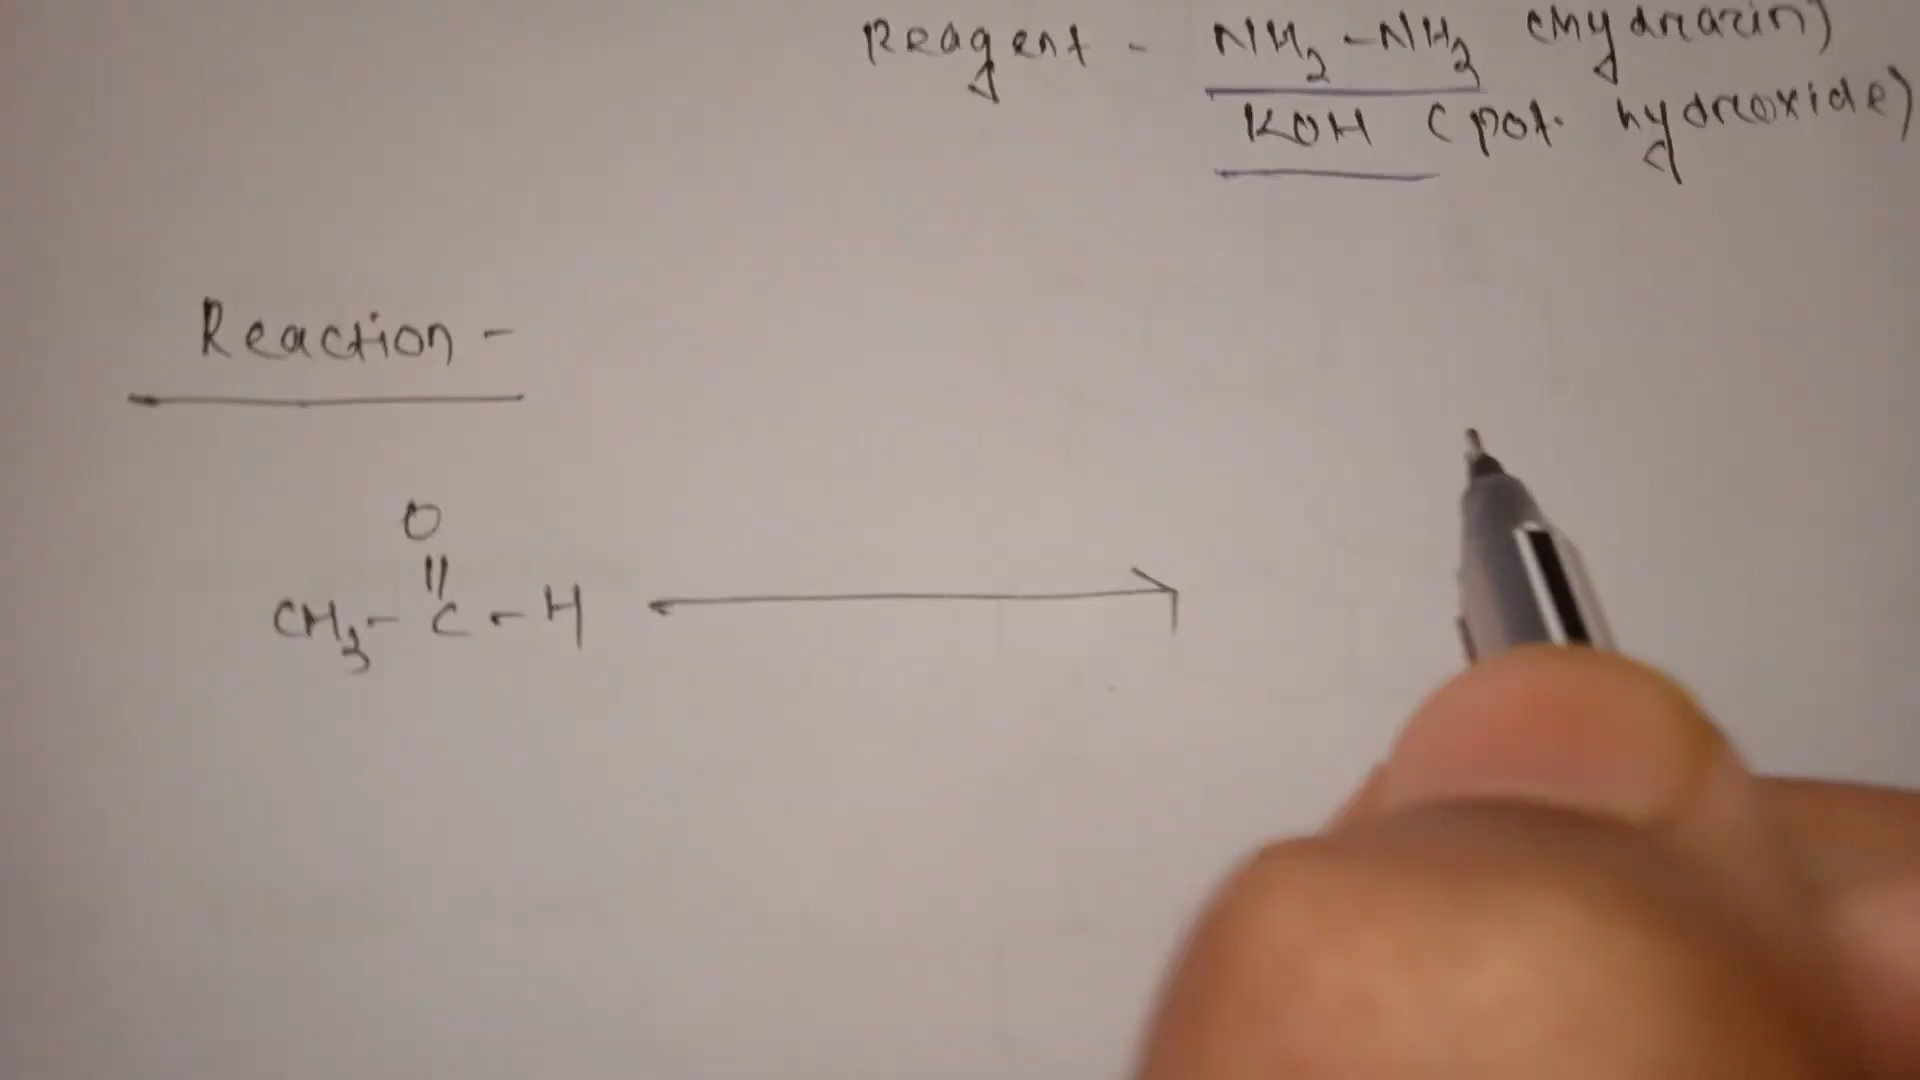 Reagent - NH2-NH2 (hydrazin)
KOH (pot. hydroxide)
Reaction -
O
||
CH3-C-H